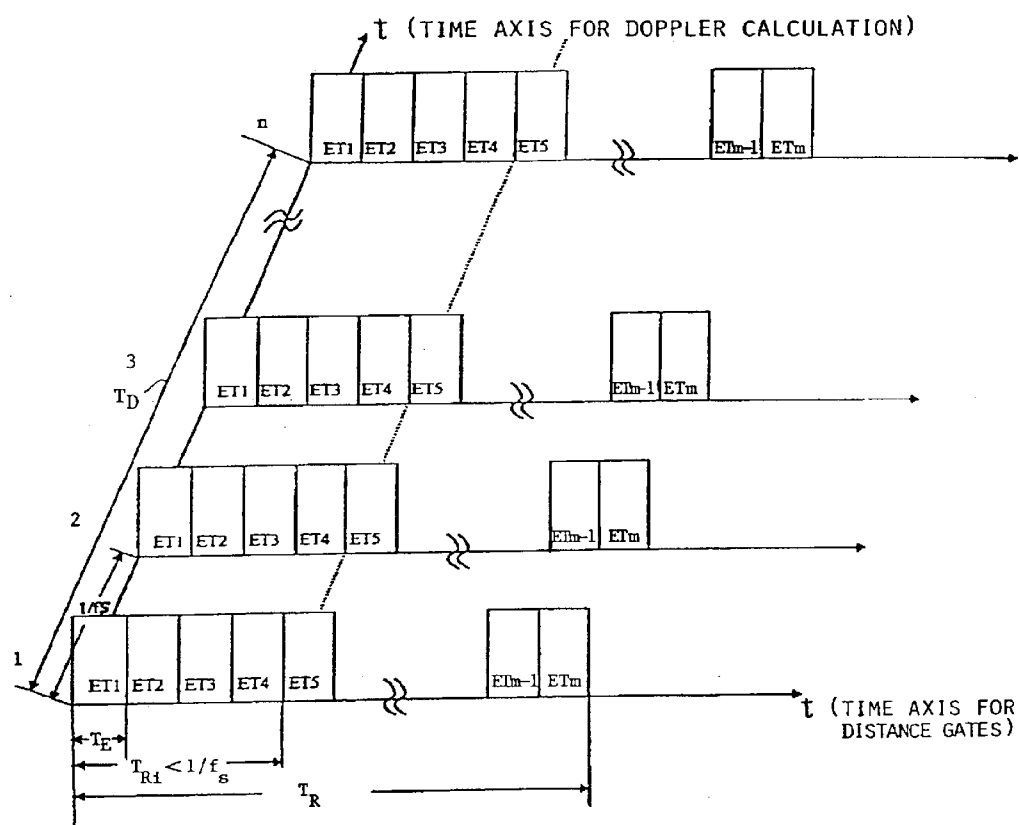 t (TIME AXIS FOR DOPPLER CALCULATION)
n
ET1 ET2 ET3 ET4 ET5 ETm-1 ETm
3
T_D
ET1 ET2 ET3 ET4 ET5 ETm-1 ETm
2
ET1 ET2 ET3 ET4 ET5 ETm-1 ETm
1/fS
1
ET1 ET2 ET3 ET4 ET5 ETm-1 ETm
t (TIME AXIS FOR
DISTANCE GATES)
T_E
T_Ri < 1/f_s
T_R